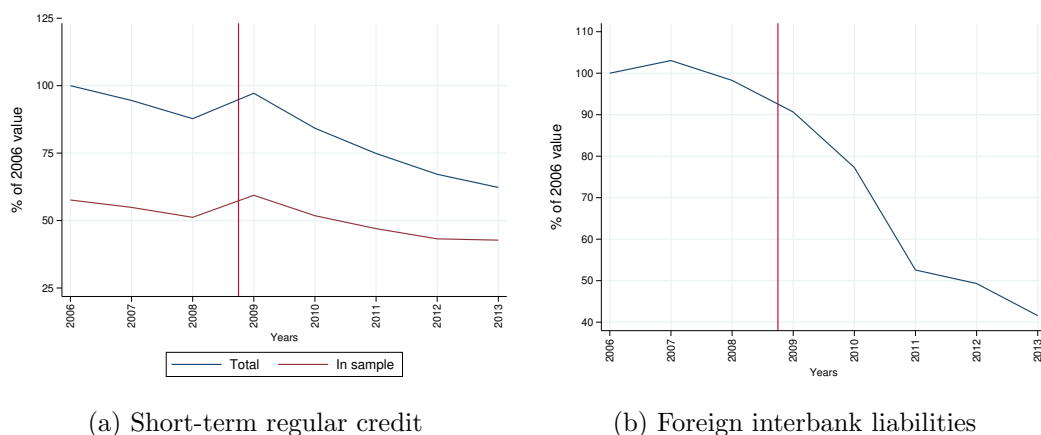 125
100
75
50
25
% of 2006 value
2006 2007 2008 2009 2010 2011 2012 2013
Years
Total In sample
(a) Short-term regular credit
110
100
90
80
70
60
50
40
% of 2006 value
2006 2007 2008 2009 2010 2011 2012 2013
Years
(b) Foreign interbank liabilities